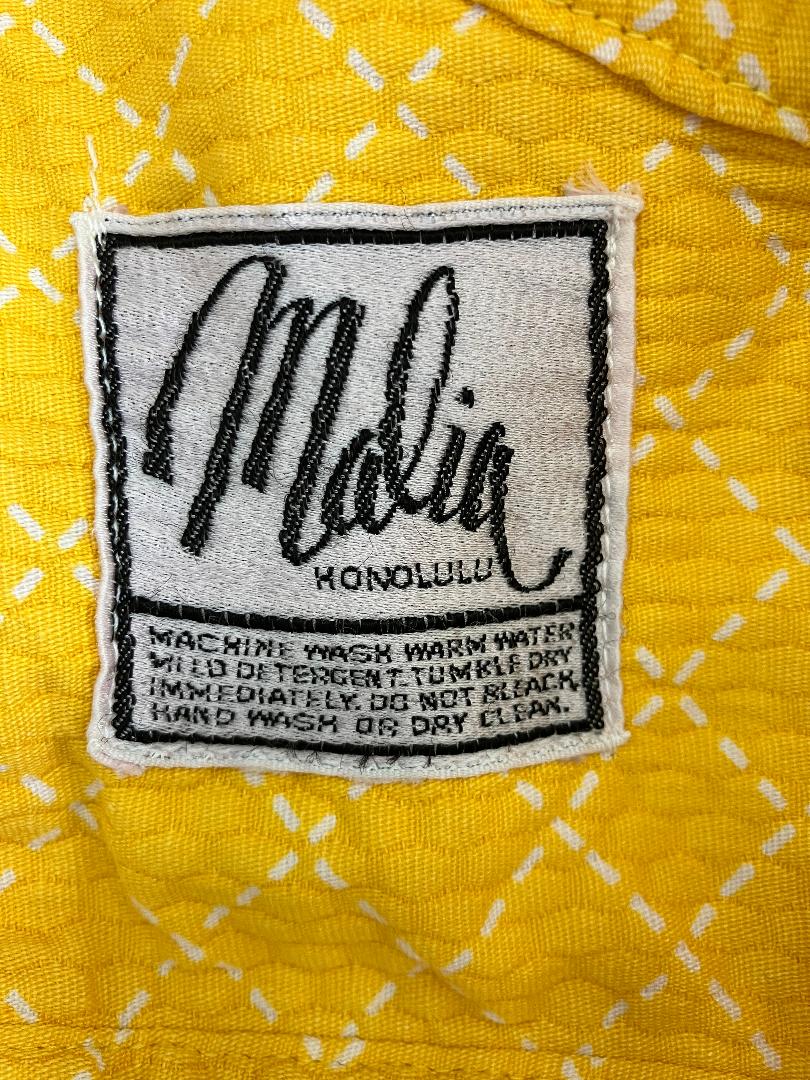 Malia
HONOLULU
MACHINE WASH WARM WATER
MILD DETERGENT. TUMBLE DRY
IMMEDIATELY. DO NOT BLEACH.
HAND WASH OR DRY CLEAN.